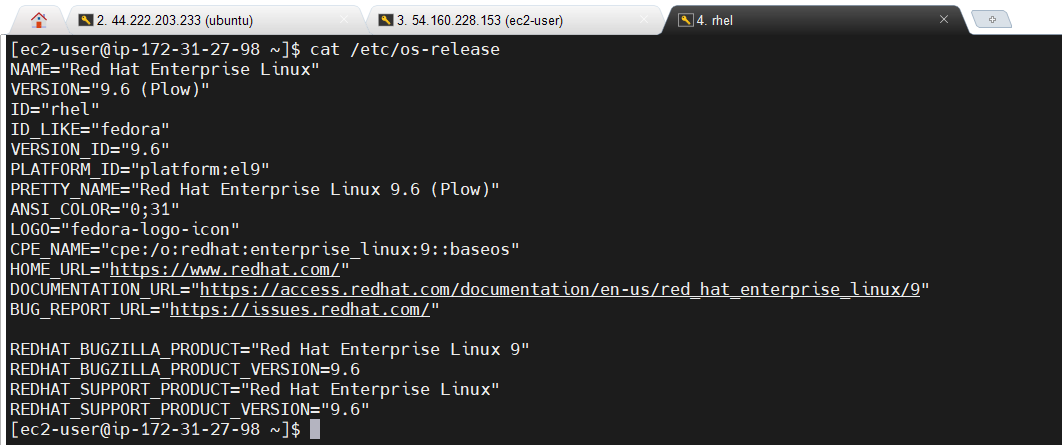 2. 44.222.203.233 (ubuntu)
3. 54.160.228.153 (ec2-user)
4. rhel
[ec2-user@ip-172-31-27-98 ~]$ cat /etc/os-release
NAME="Red Hat Enterprise Linux"
VERSION="9.6 (Plow)"
ID="rhel"
ID_LIKE="fedora"
VERSION_ID="9.6"
PLATFORM_ID="platform:el9"
PRETTY_NAME="Red Hat Enterprise Linux 9.6 (Plow)"
ANSI_COLOR="0;31"
LOGO="fedora-logo-icon"
CPE_NAME="cpe:/o:redhat:enterprise_linux:9::baseos"
HOME_URL="https://www.redhat.com/"
DOCUMENTATION_URL="https://access.redhat.com/documentation/en-us/red_hat_enterprise_linux/9"
BUG_REPORT_URL="https://issues.redhat.com/"
REDHAT_BUGZILLA_PRODUCT="Red Hat Enterprise Linux 9"
REDHAT_BUGZILLA_PRODUCT_VERSION=9.6
REDHAT_SUPPORT_PRODUCT="Red Hat Enterprise Linux"
REDHAT_SUPPORT_PRODUCT_VERSION="9.6"
[ec2-user@ip-172-31-27-98 ~]$